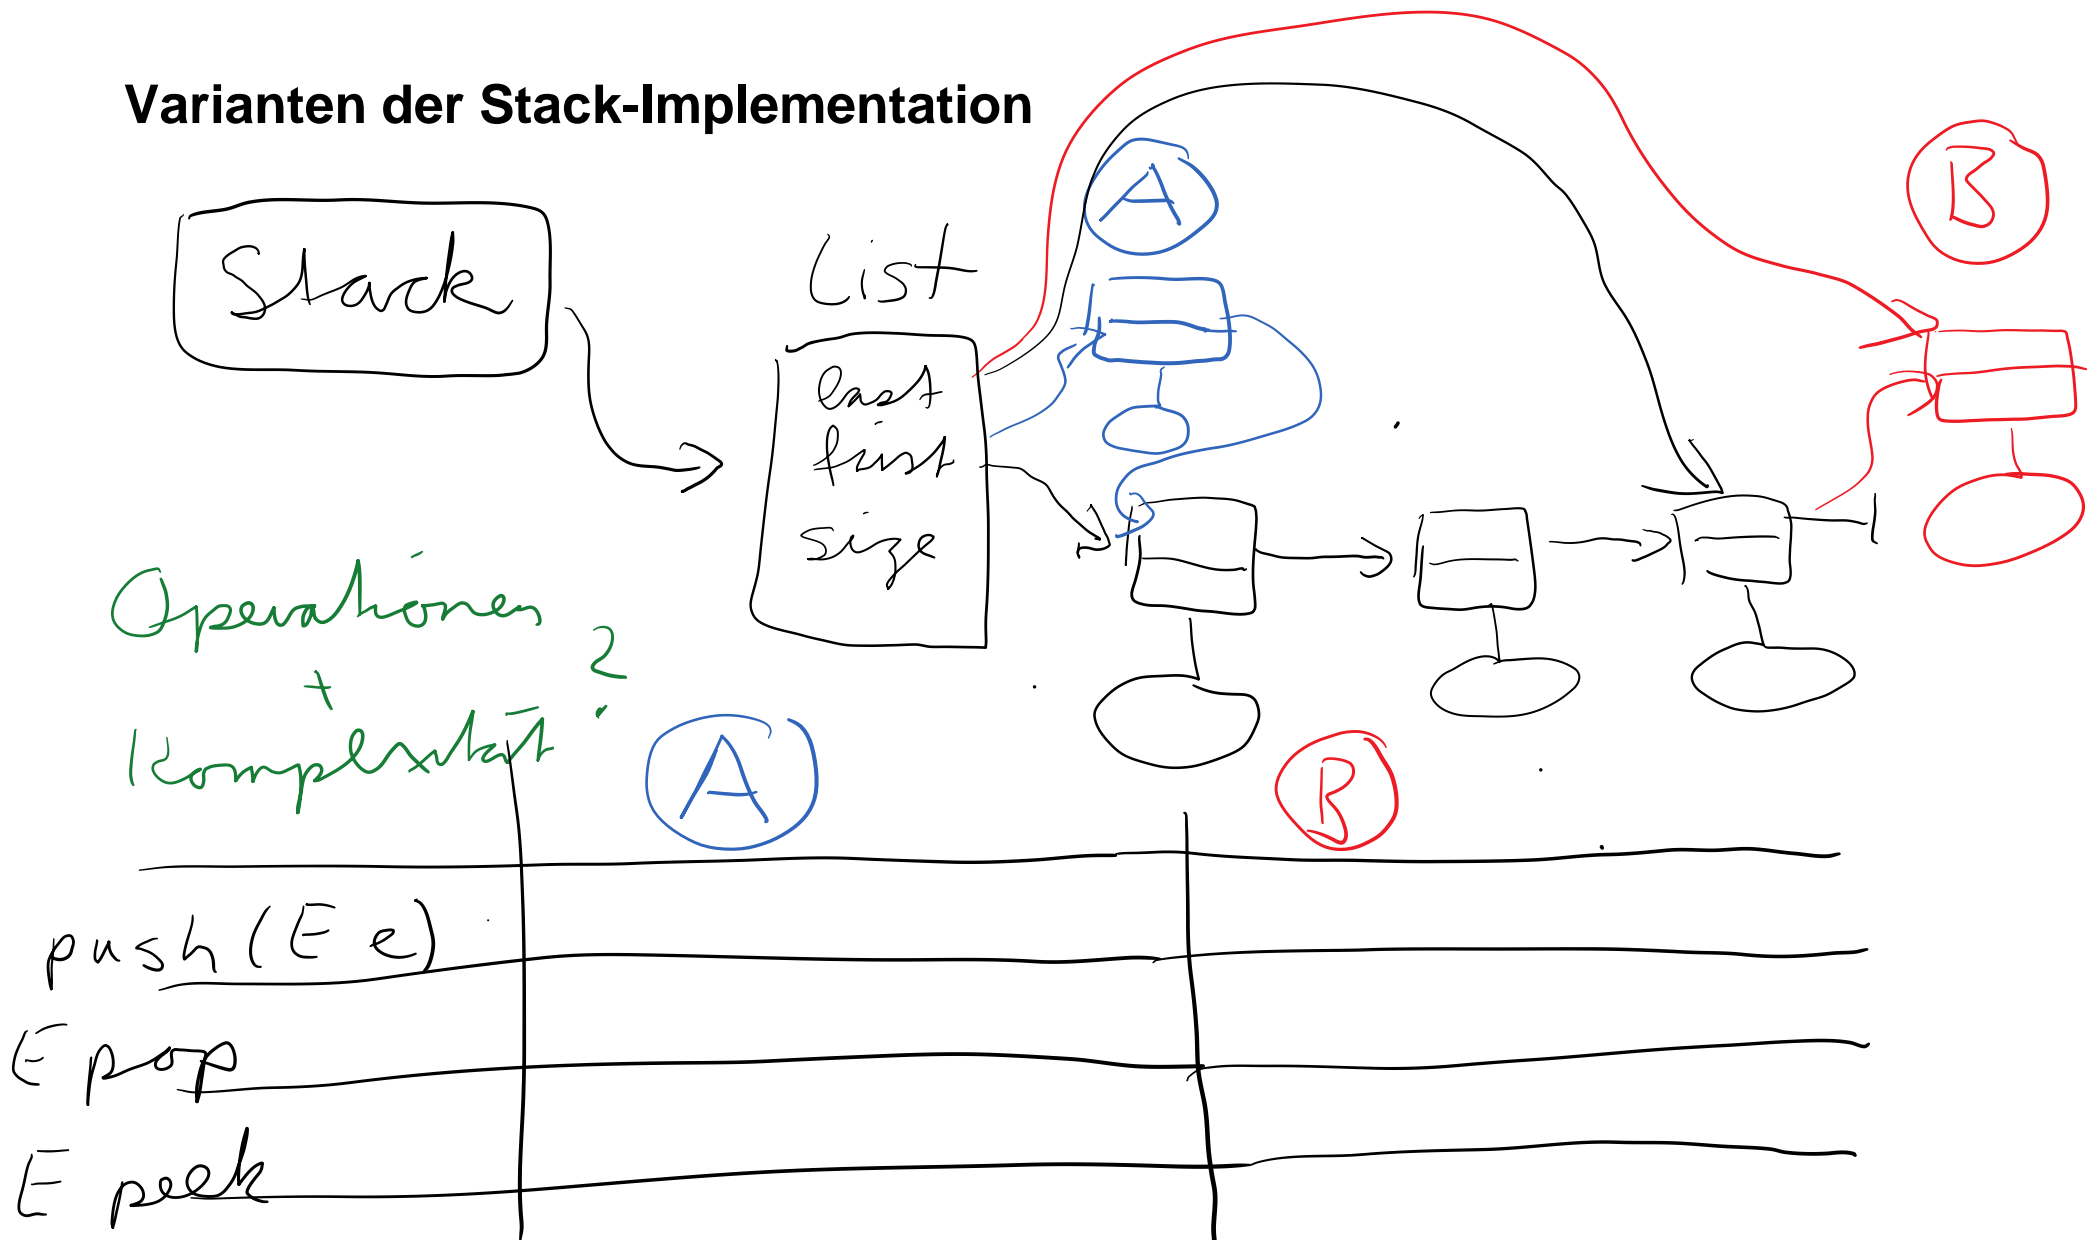 Varianten der Stack-Implementation
A
B
Stack
List
last
first
size
Operationen
+
Komplexität ?
A
B
push(E e)
E pop
E peek